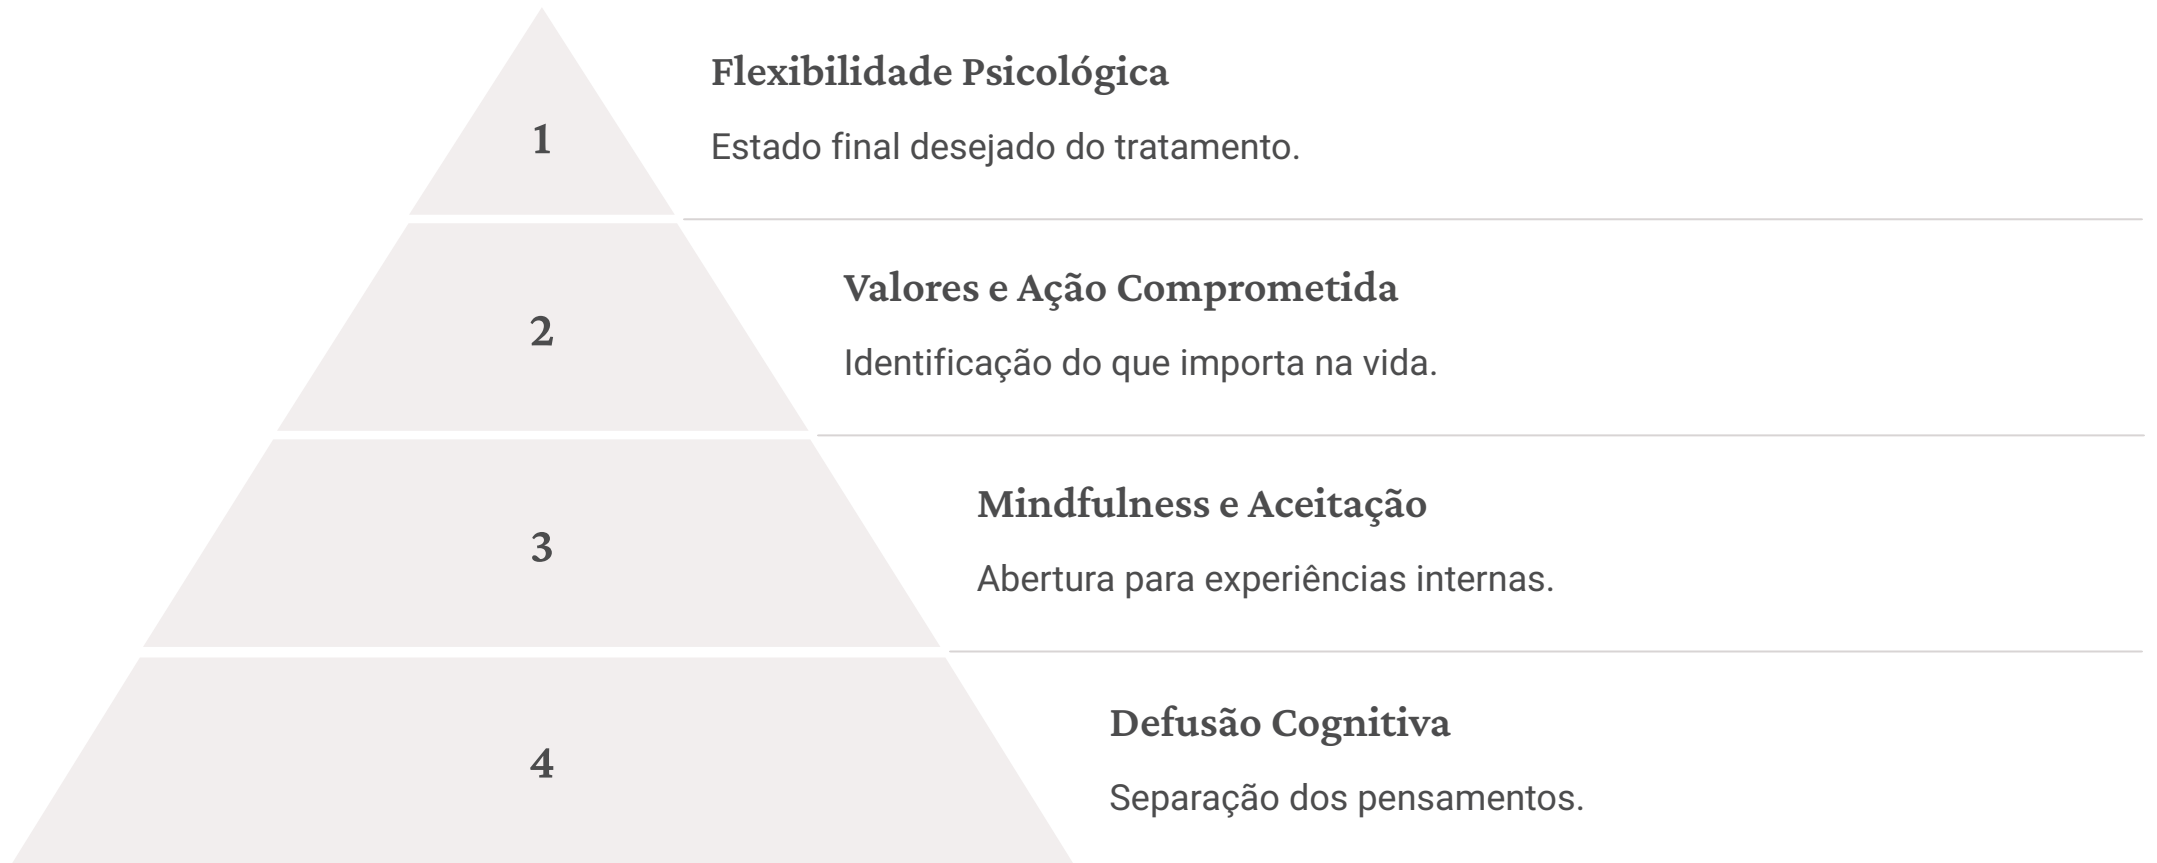 1
Flexibilidade Psicológica
Estado final desejado do tratamento.
2
Valores e Ação Comprometida
Identificação do que importa na vida.
3
Mindfulness e Aceitação
Abertura para experiências internas.
4
Defusão Cognitiva
Separação dos pensamentos.